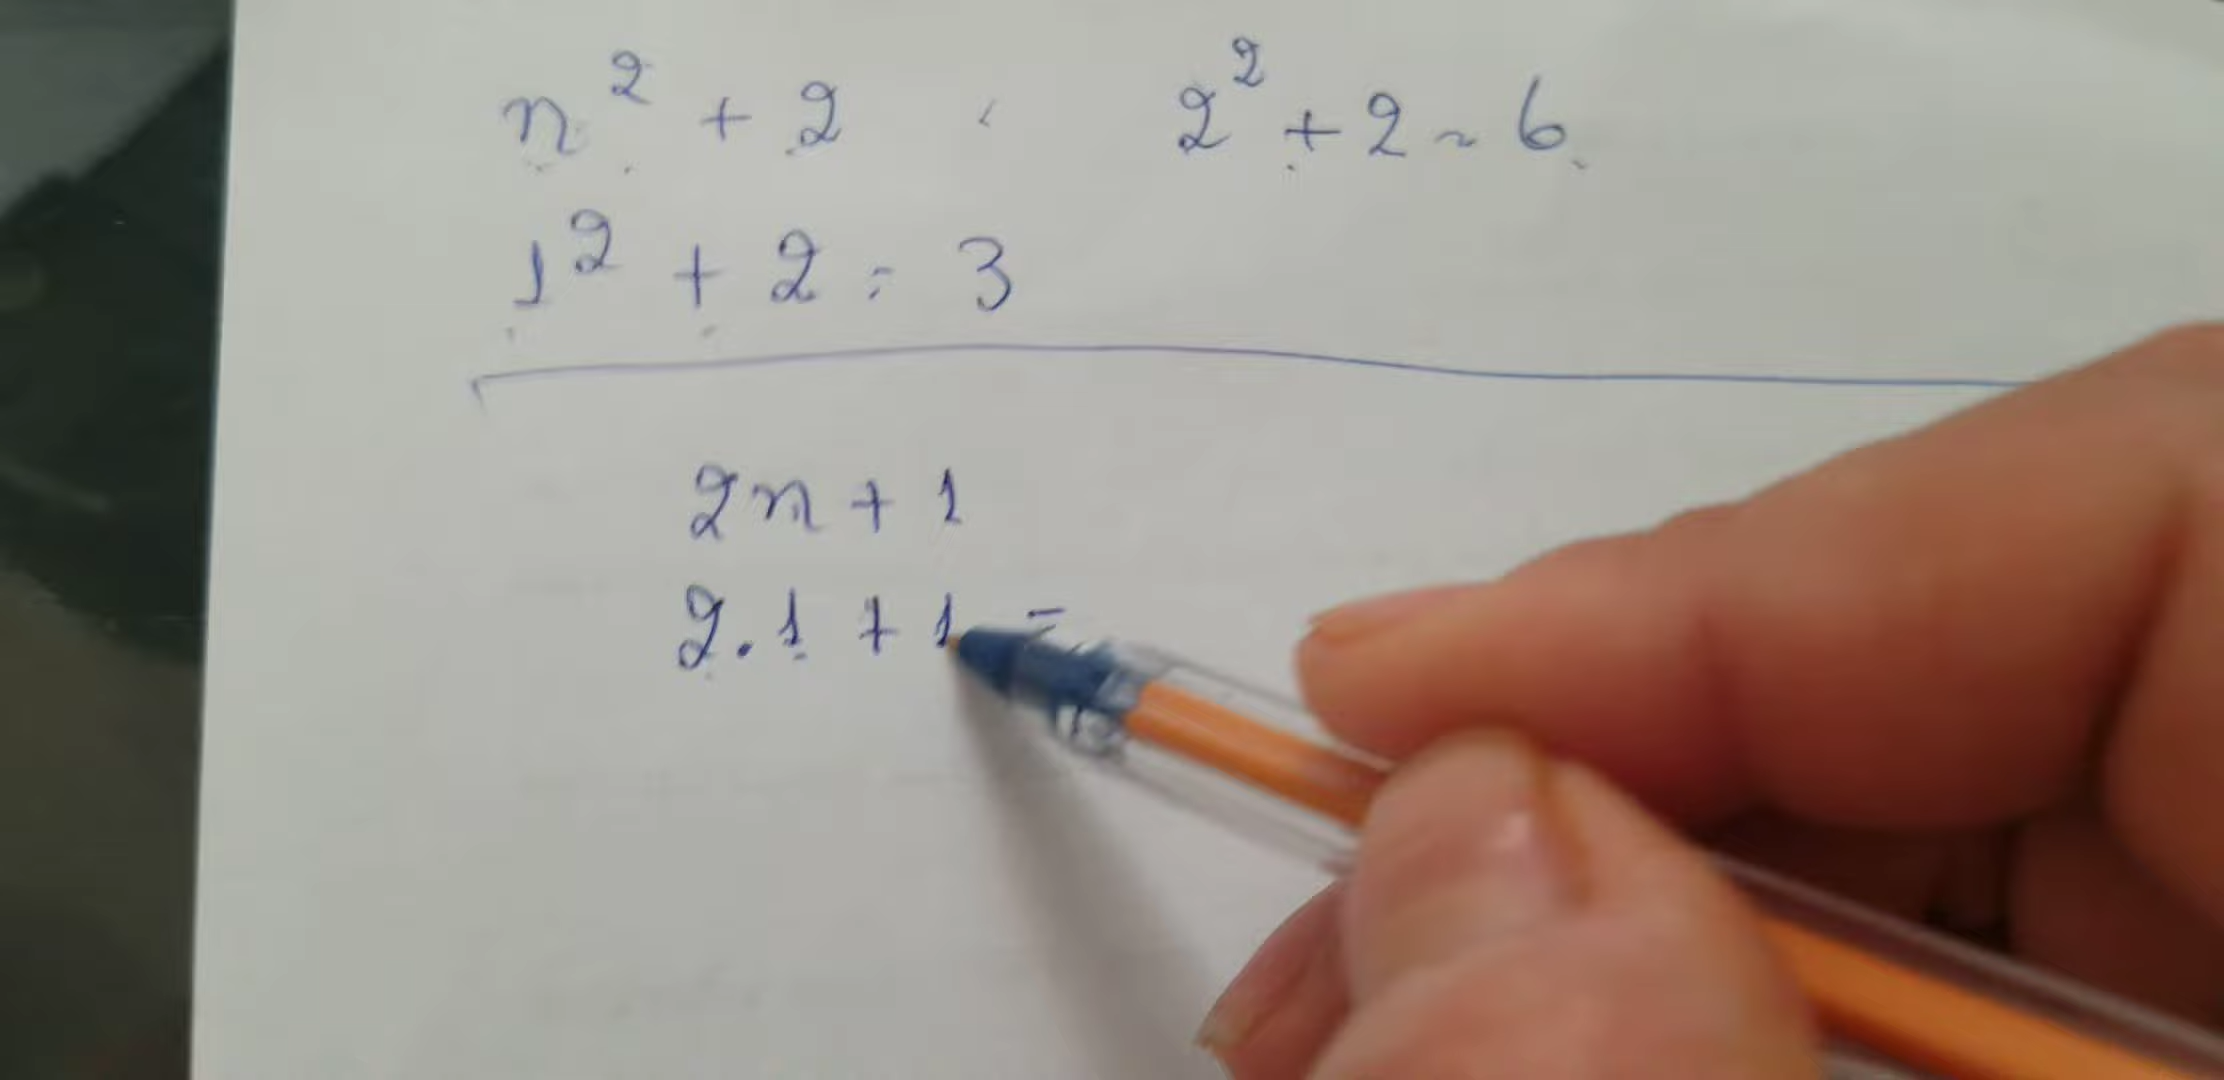 n² + 2 2² + 2 = 6
1² + 2 = 3
2n + 1
2.1 + 1 =